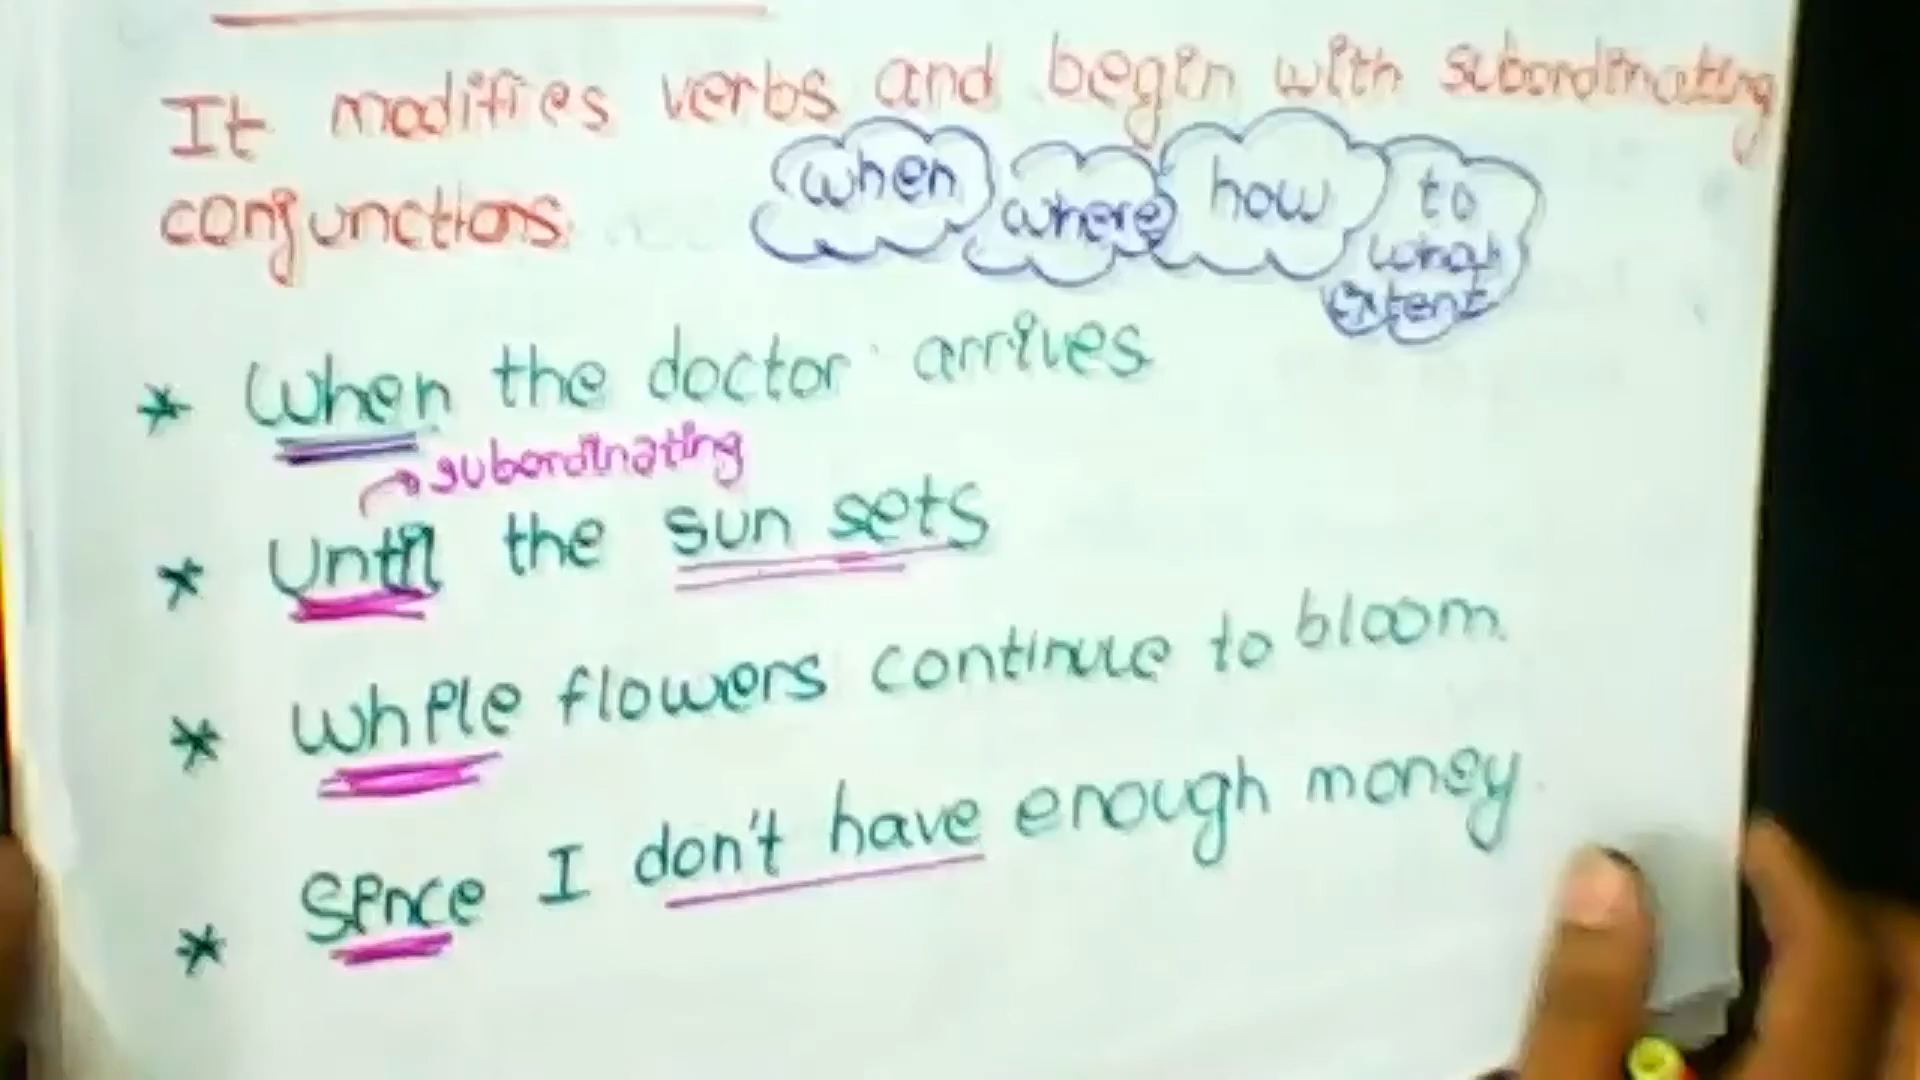 It modifies verbs and begin with subordinating
conjunctions.
when where how to what extent
* When the doctor arrives
subordinating
* Until the sun sets
* While flowers continue to bloom.
* Since I don't have enough money